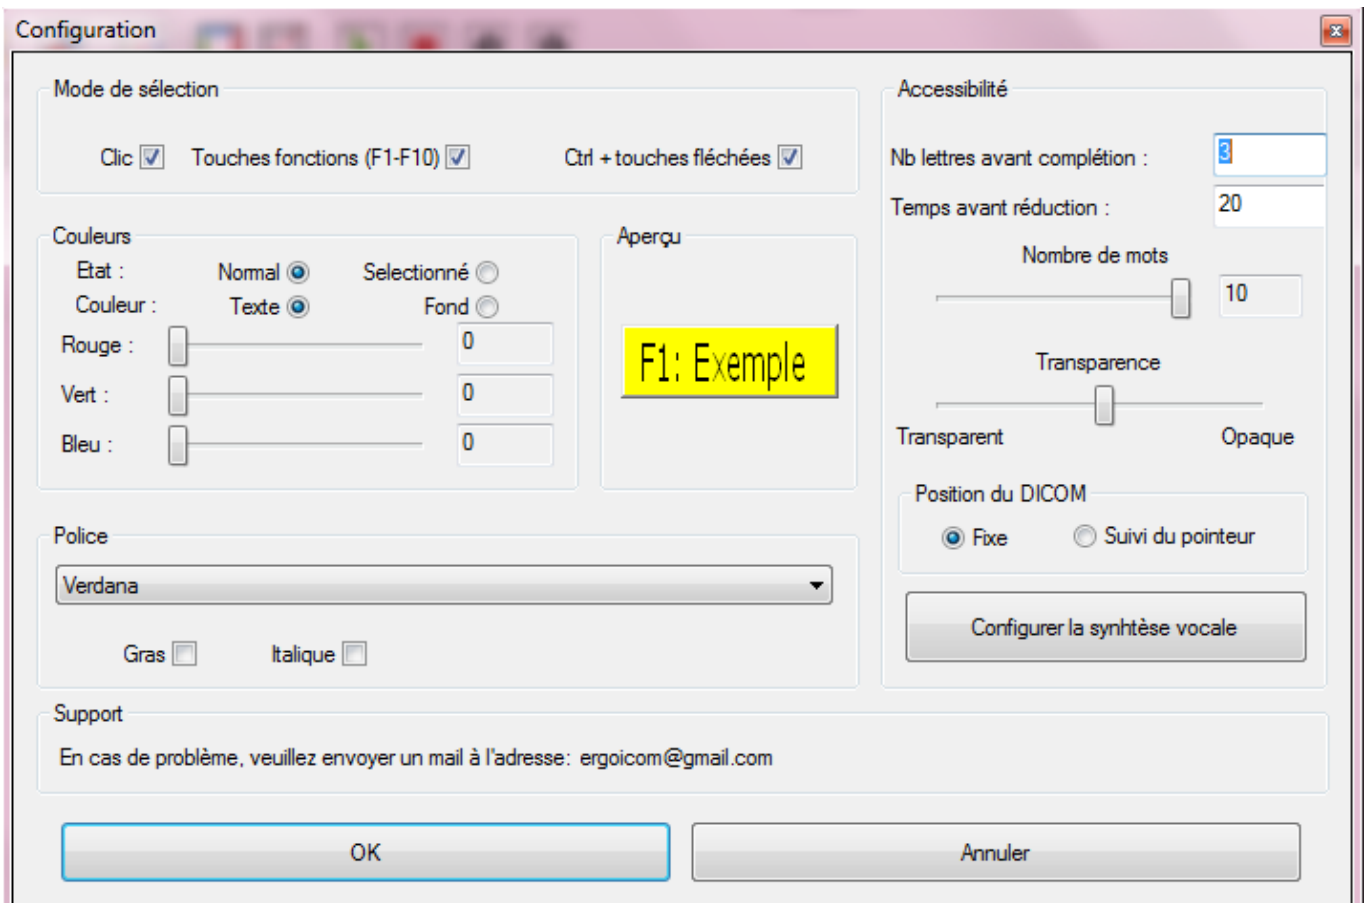 Configuration
Mode de sélection
Clic Touches fonctions (F1-F10) Ctrl + touches fléchées
Couleurs
Etat : Normal Selectionné
Couleur : Texte Fond
Rouge : 0
Vert : 0
Bleu : 0
Aperçu
F1: Exemple
Police
Verdana
Gras Italique
Accessibilité
Nb lettres avant complétion : 3
Temps avant réduction : 20
Nombre de mots
10
Transparence
Transparent Opaque
Position du DICOM
Fixe Suivi du pointeur
Configurer la synhtèse vocale
Support
En cas de problème, veuillez envoyer un mail à l'adresse: ergoicom@gmail.com
OK Annuler